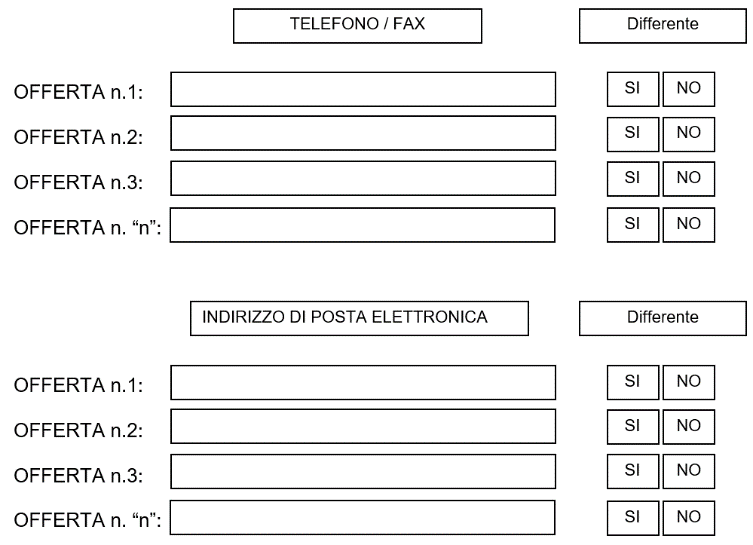 TELEFONO / FAX Differente
OFFERTA n.1: SI NO
OFFERTA n.2: SI NO
OFFERTA n.3: SI NO
OFFERTA n. “n”: SI NO
INDIRIZZO DI POSTA ELETTRONICA Differente
OFFERTA n.1: SI NO
OFFERTA n.2: SI NO
OFFERTA n.3: SI NO
OFFERTA n. “n”: SI NO